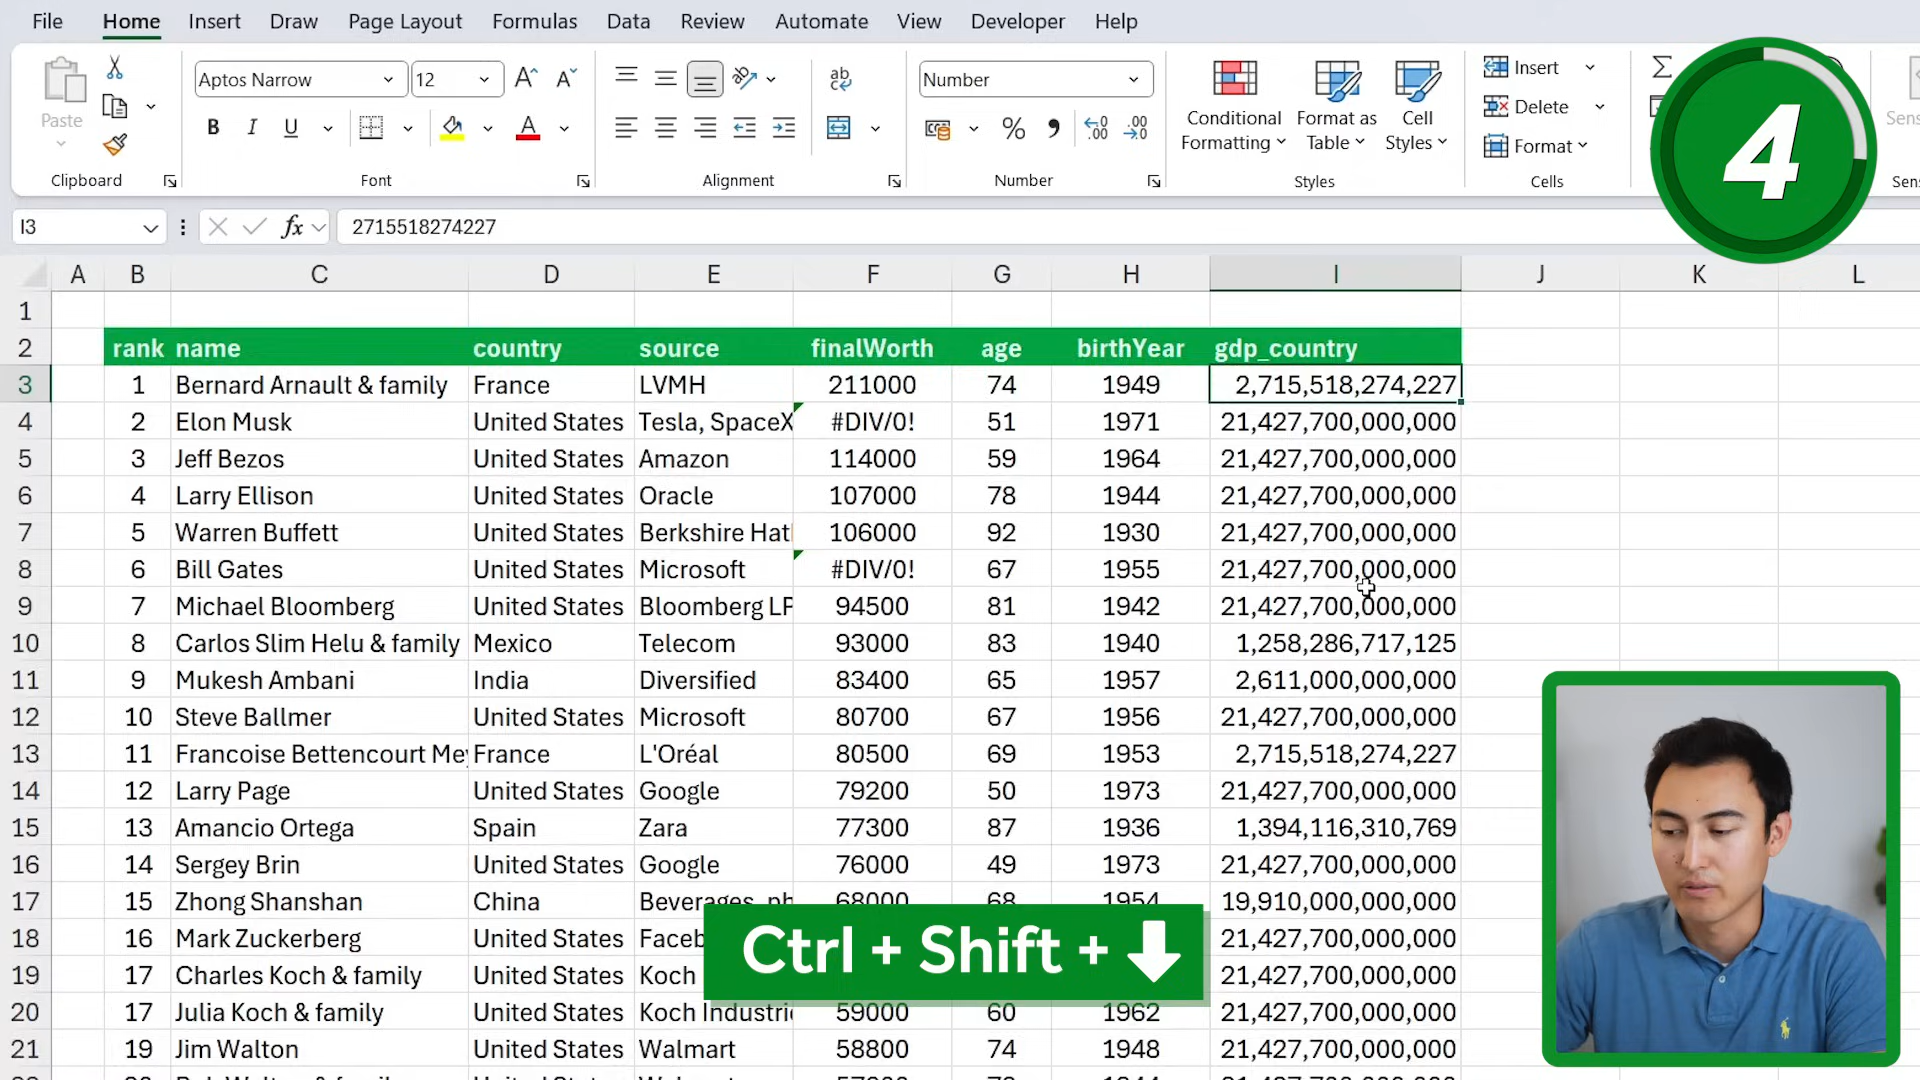 File Home Insert Draw Page Layout Formulas Data Review Automate View Developer Help
Paste
Aptos Narrow 12
B I U
ab
Number
% 9
Conditional Formatting
Format as Table
Cell Styles
Insert
Delete
Format
Clipboard Font Alignment Number Styles Cells
4
I3 fx 2715518274227
A B C D E F G H I J K L
1
2 rank name country source finalWorth age birthYear gdp_country
3 1 Bernard Arnault & family France LVMH 211000 74 1949 2,715,518,274,227
4 2 Elon Musk United States Tesla, SpaceX #DIV/0! 51 1971 21,427,700,000,000
5 3 Jeff Bezos United States Amazon 114000 59 1964 21,427,700,000,000
6 4 Larry Ellison United States Oracle 107000 78 1944 21,427,700,000,000
7 5 Warren Buffett United States Berkshire 106000 92 1930 21,427,700,000,000
8 6 Bill Gates United States Microsoft #DIV/0! 67 1955 21,427,700,000,000
9 7 Michael Bloomberg United States Bloomberg LP 94500 81 1942 21,427,700,000,000
10 8 Carlos Slim Helu & family Mexico Telecom 93000 83 1940 1,258,286,717,125
11 9 Mukesh Ambani India Diversified 83400 65 1957 2,611,000,000,000
12 10 Steve Ballmer United States Microsoft 80700 67 1956 21,427,700,000,000
13 11 Francoise Bettencourt France L'Oréal 80500 69 1953 2,715,518,274,227
14 12 Larry Page United States Google 79200 50 1973 21,427,700,000,000
15 13 Amancio Ortega Spain Zara 77300 87 1936 1,394,116,310,769
16 14 Sergey Brin United States Google 76000 49 1973 21,427,700,000,000
17 15 Zhong Shanshan China Beverages, 68000 68 1954 19,910,000,000,000
18 16 Mark Zuckerberg United States 21,427,700,000,000
19 17 Charles Koch & family United States Koch 21,427,700,000,000
20 17 Julia Koch & family United States Koch 59000 60 1962 21,427,700,000,000
21 19 Jim Walton United States Walmart 58800 74 1948 21,427,700,000,000
Ctrl + Shift +